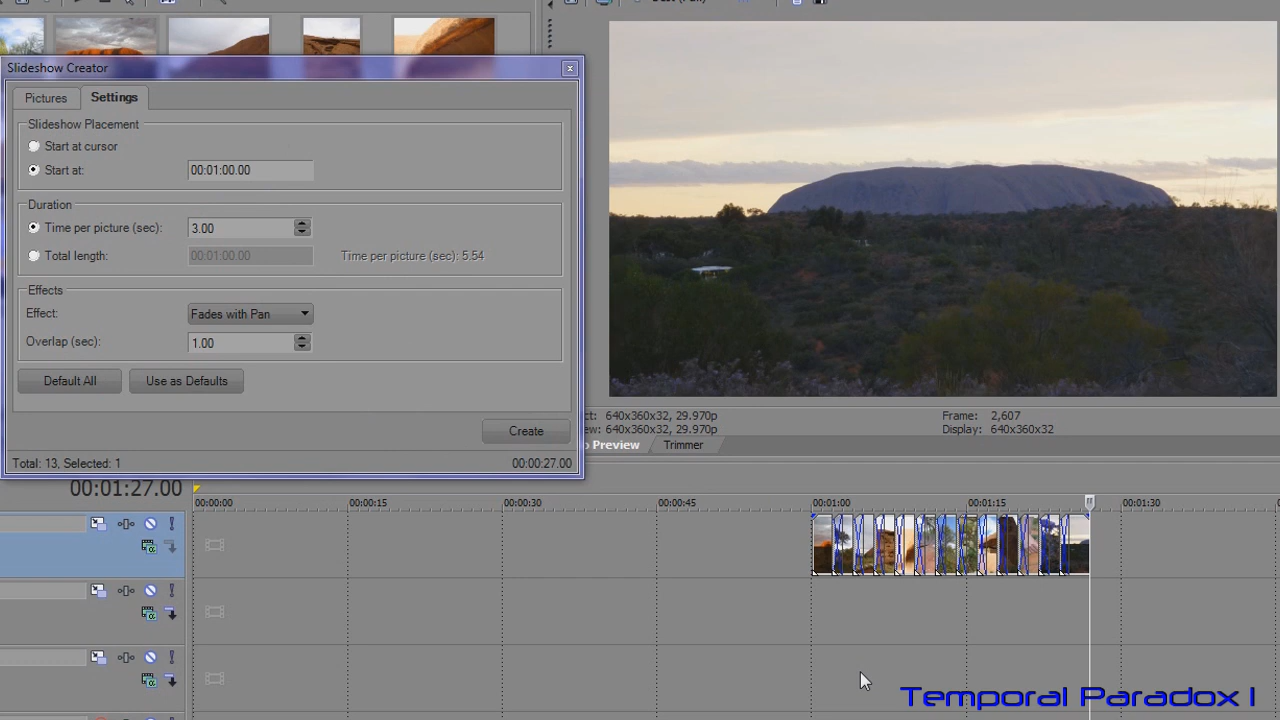 Slideshow Creator
Pictures
Settings
Slideshow Placement
Start at cursor
Start at:
00:01:00.00
Duration
Time per picture (sec):
3.00
Total length:
00:01:00.00
Time per picture (sec): 5.54
Effects
Effect:
Fades with Pan
Overlap (sec):
1.00
Default All
Use as Defaults
Create
Total: 13, Selected: 1
00:00:27.00
640x360x32, 29.970p
Frame: 2,607
640x360x32, 29.970p
Display: 640x360x32
Preview
Trimmer
00:01:27.00
00:00:00
00:00:15
00:00:30
00:00:45
00:01:00
00:01:15
00:01:30
Temporal Paradox I